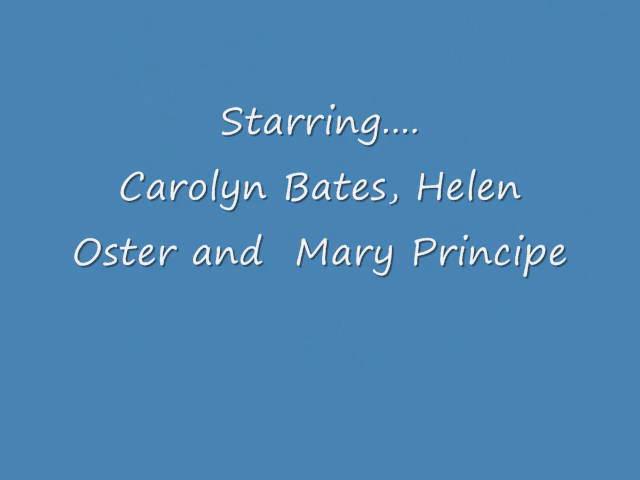 Starring....
Carolyn Bates, Helen
Oster and  Mary Principe